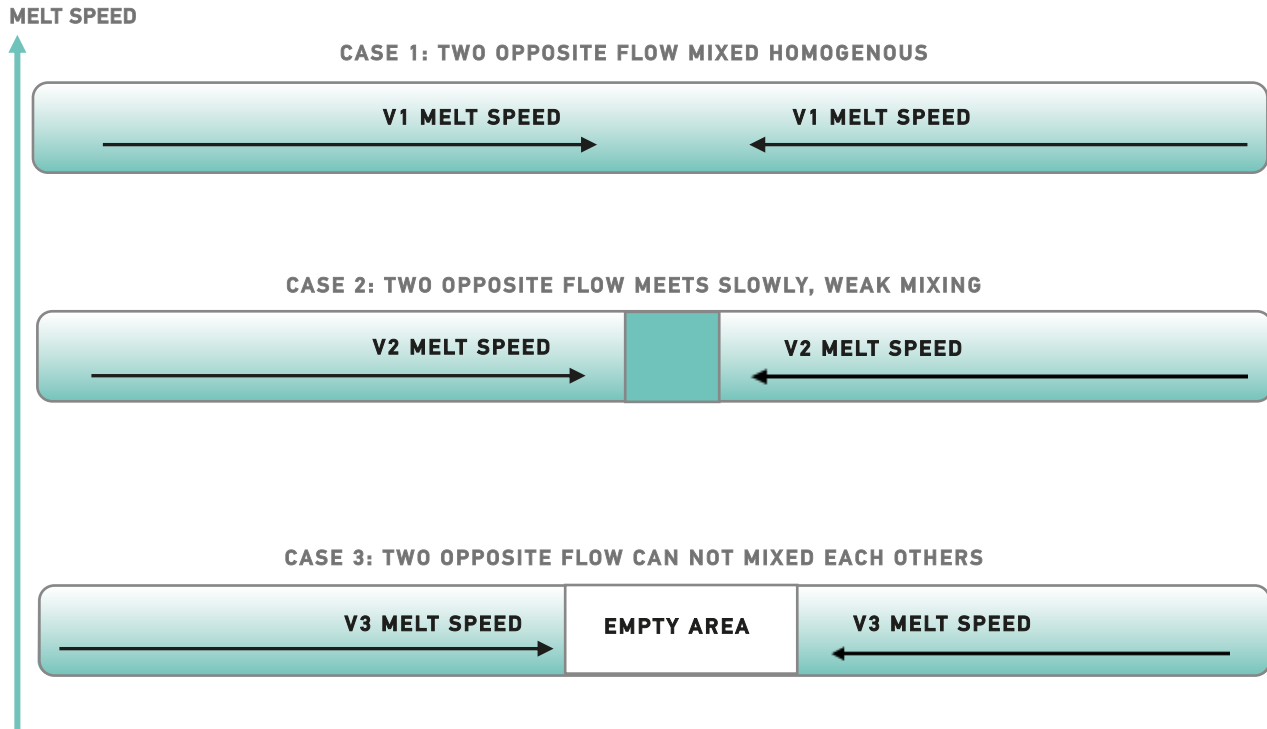 MELT SPEED
CASE 1: TWO OPPOSITE FLOW MIXED HOMOGENOUS
V1 MELT SPEED
V1 MELT SPEED
CASE 2: TWO OPPOSITE FLOW MEETS SLOWLY, WEAK MIXING
V2 MELT SPEED
V2 MELT SPEED
CASE 3: TWO OPPOSITE FLOW CAN NOT MIXED EACH OTHERS
V3 MELT SPEED
EMPTY AREA
V3 MELT SPEED